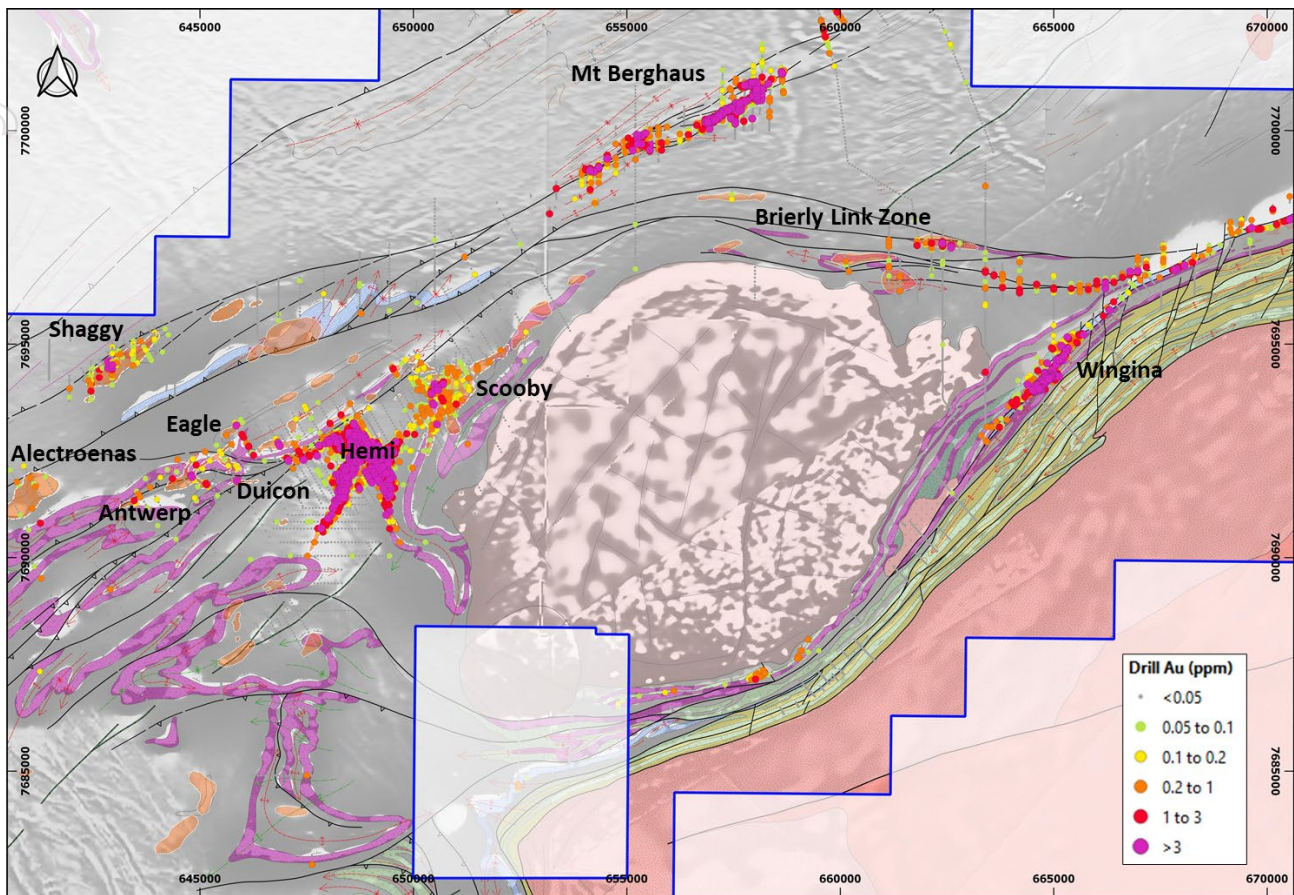 645000 650000 655000 660000 665000 670000
Mt Berghaus
7700000 7700000
Brierly Link Zone
Shaggy
7695000 7695000
Wingina
Scooby
Eagle
Hemi
Alectroenas
Duicon
Antwerp
7690000 7690000
Drill Au (ppm)
<0.05
0.05 to 0.1
0.1 to 0.2
0.2 to 1
1 to 3
>3
7685000 7685000
645000 650000 655000 660000 665000 670000